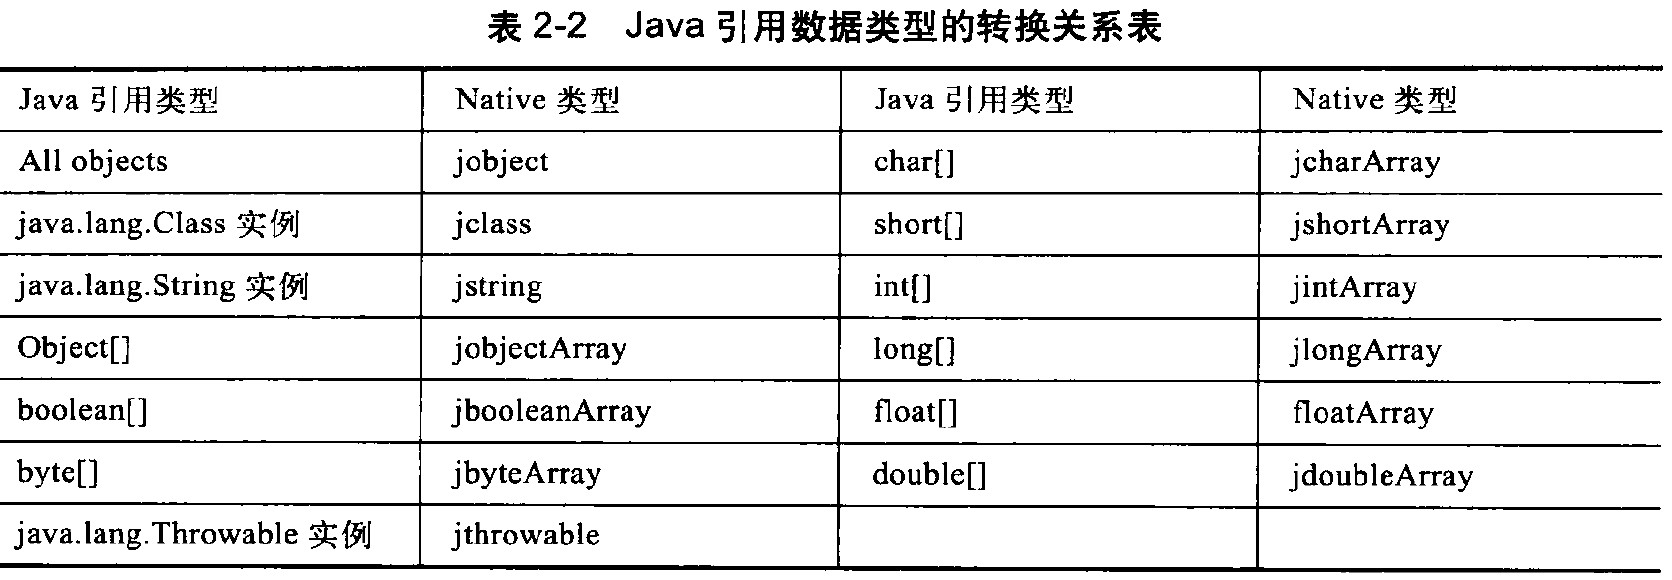 表 2-2 Java 引用数据类型的转换关系表
Java 引用类型 Native 类型 Java 引用类型 Native 类型
All objects jobject char[] jcharArray
java.lang.Class 实例 jclass short[] jshortArray
java.lang.String 实例 jstring int[] jintArray
Object[] jobjectArray long[] jlongArray
boolean[] jbooleanArray float[] floatArray
byte[] jbyteArray double[] jdoubleArray
java.lang.Throwable 实例 jthrowable